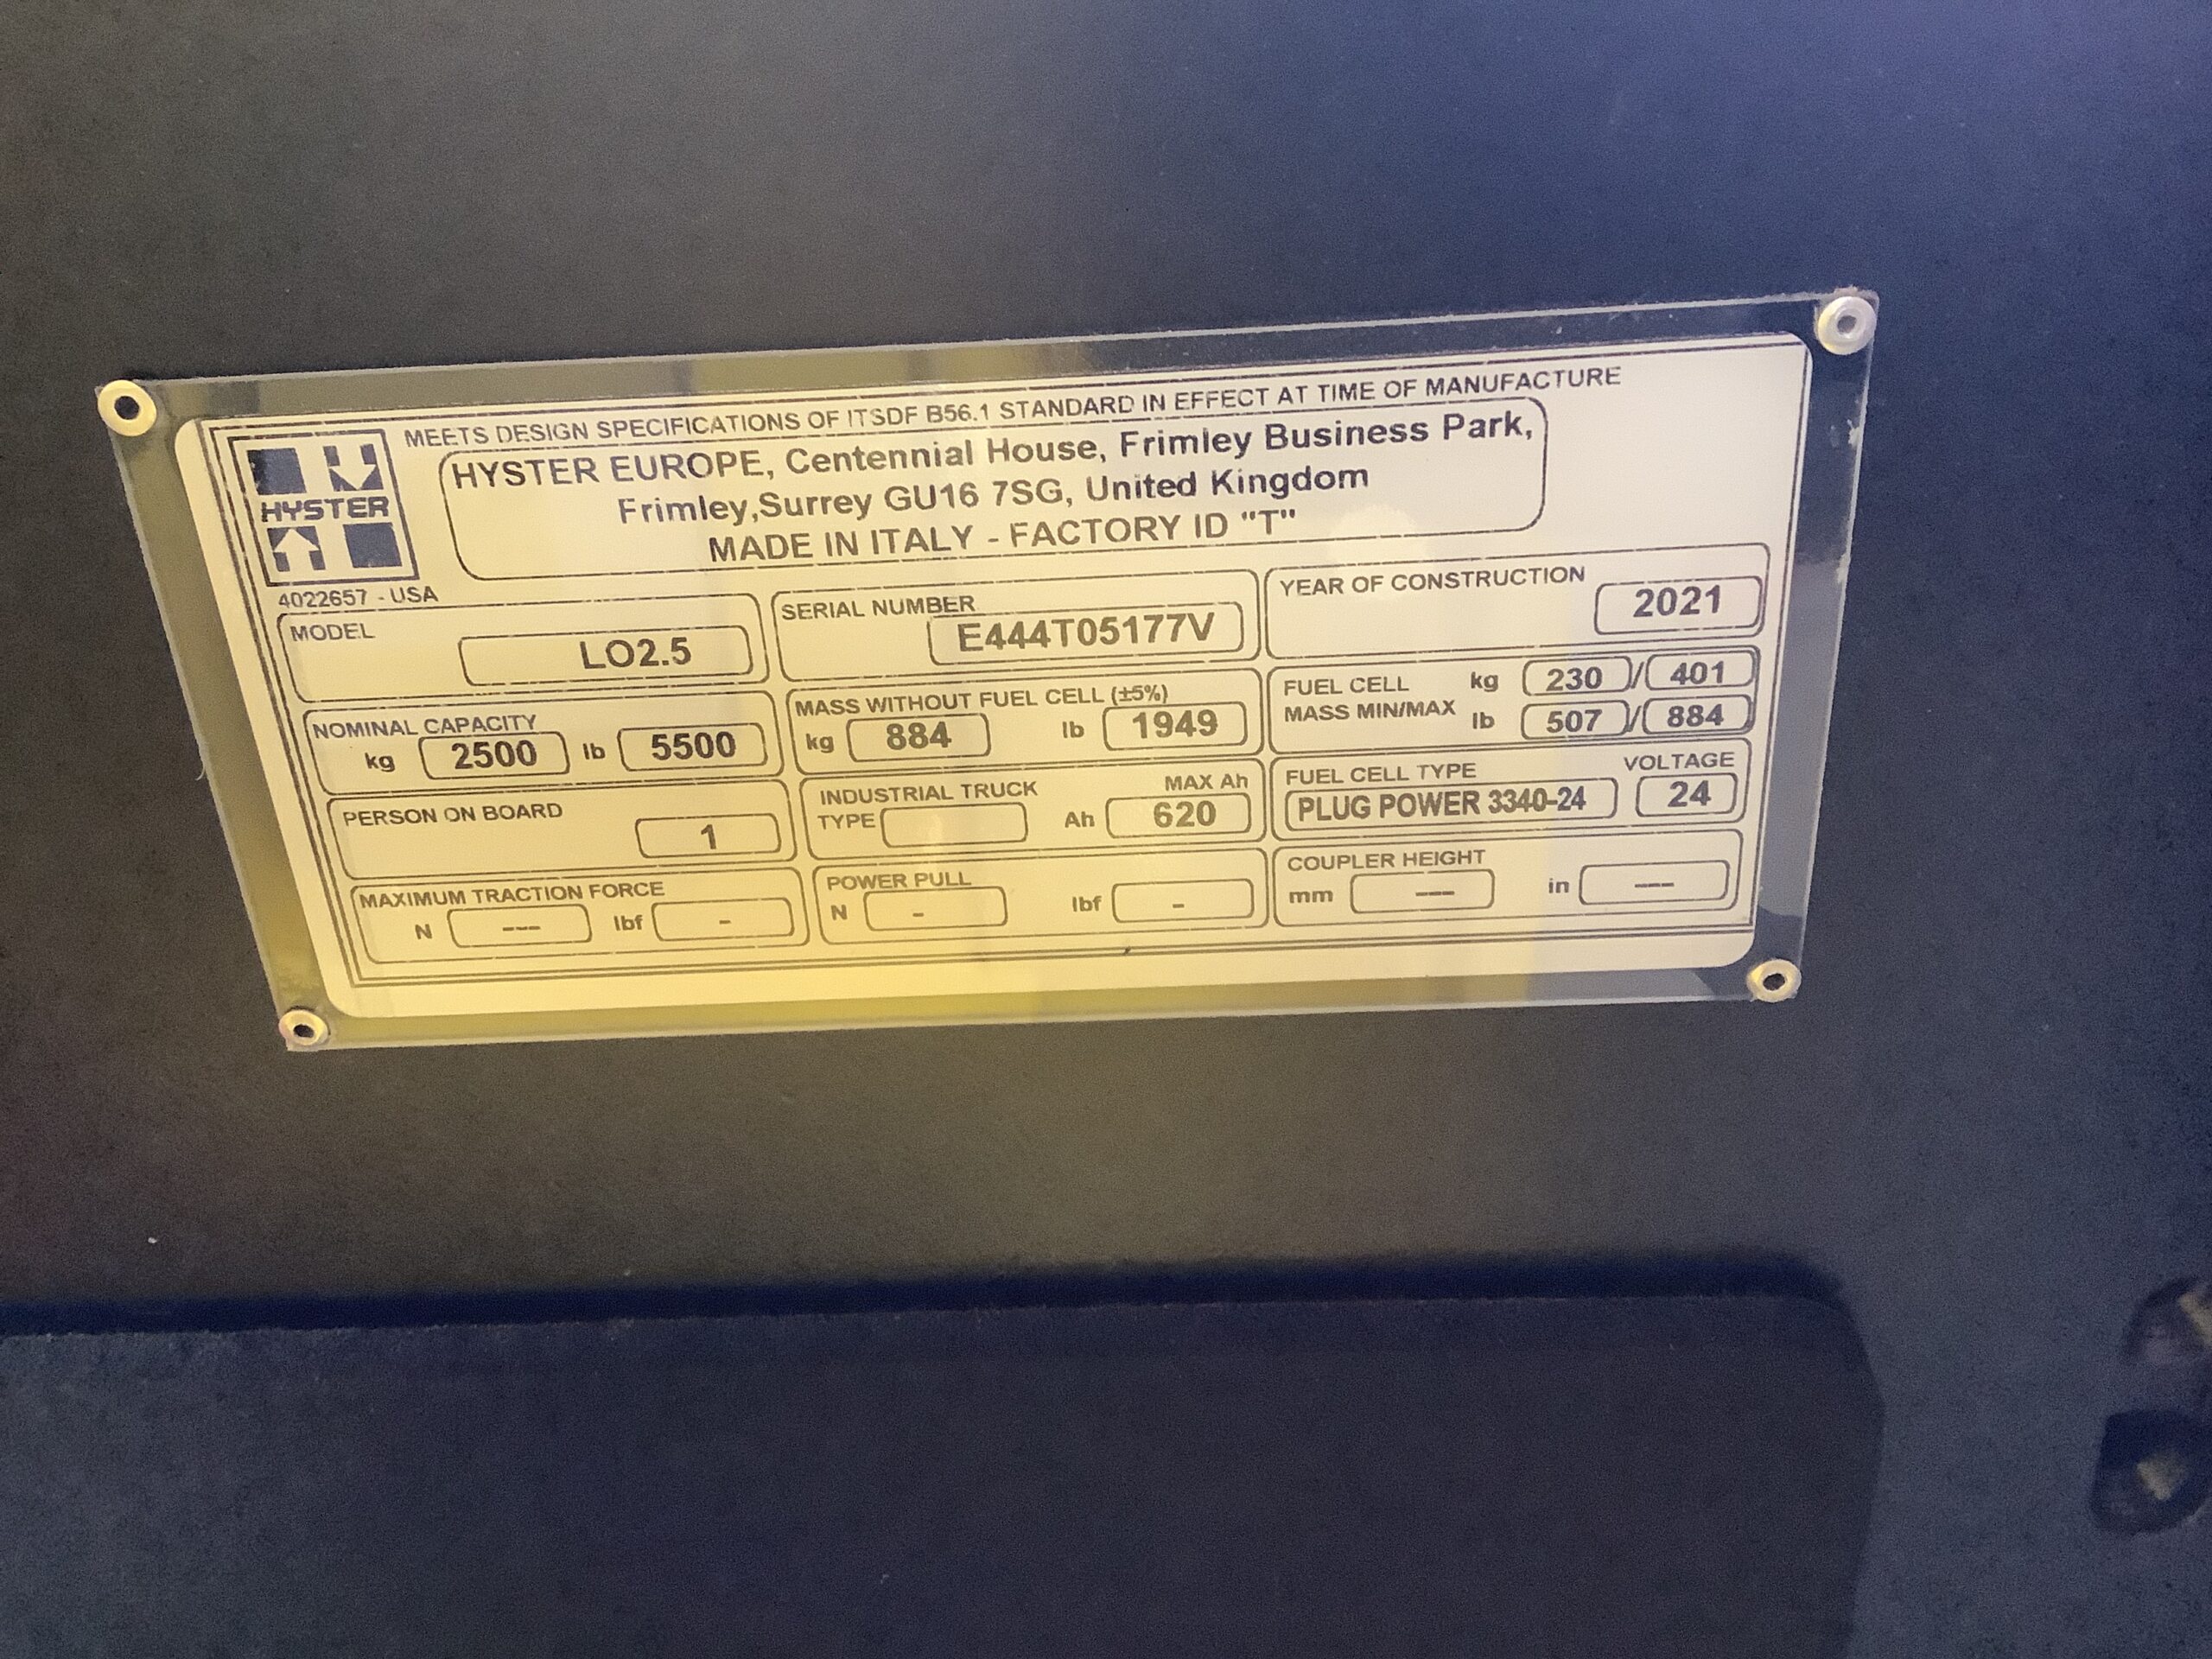 MEETS DESIGN SPECIFICATIONS OF ITSDF B56.1 STANDARD IN EFFECT AT TIME OF MANUFACTURE
HYSTER
HYSTER EUROPE, Centennial House, Frimley Business Park,
Frimley,Surrey GU16 7SG, United Kingdom
MADE IN ITALY - FACTORY ID "T"
4022657 - USA
MODEL
LO2.5
SERIAL NUMBER
E444T05177V
YEAR OF CONSTRUCTION
2021
NOMINAL CAPACITY
kg 2500 lb 5500
MASS WITHOUT FUEL CELL (±5%)
kg 884 lb 1949
FUEL CELL kg 230 / 401
MASS MIN/MAX lb 507 / 884
PERSON ON BOARD
1
INDUSTRIAL TRUCK MAX Ah
TYPE Ah 620
FUEL CELL TYPE VOLTAGE
PLUG POWER 3340-24 24
MAXIMUM TRACTION FORCE
N --- lbf -
POWER PULL
N - lbf -
COUPLER HEIGHT
mm --- in ---